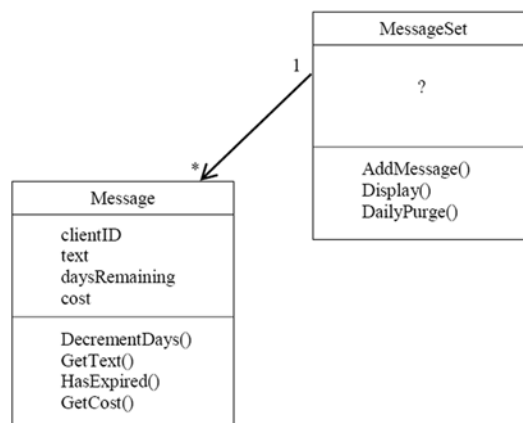 MessageSet
1
?
*
AddMessage()
Display()
DailyPurge()
Message
clientID
text
daysRemaining
cost
DecrementDays()
GetText()
HasExpired()
GetCost()